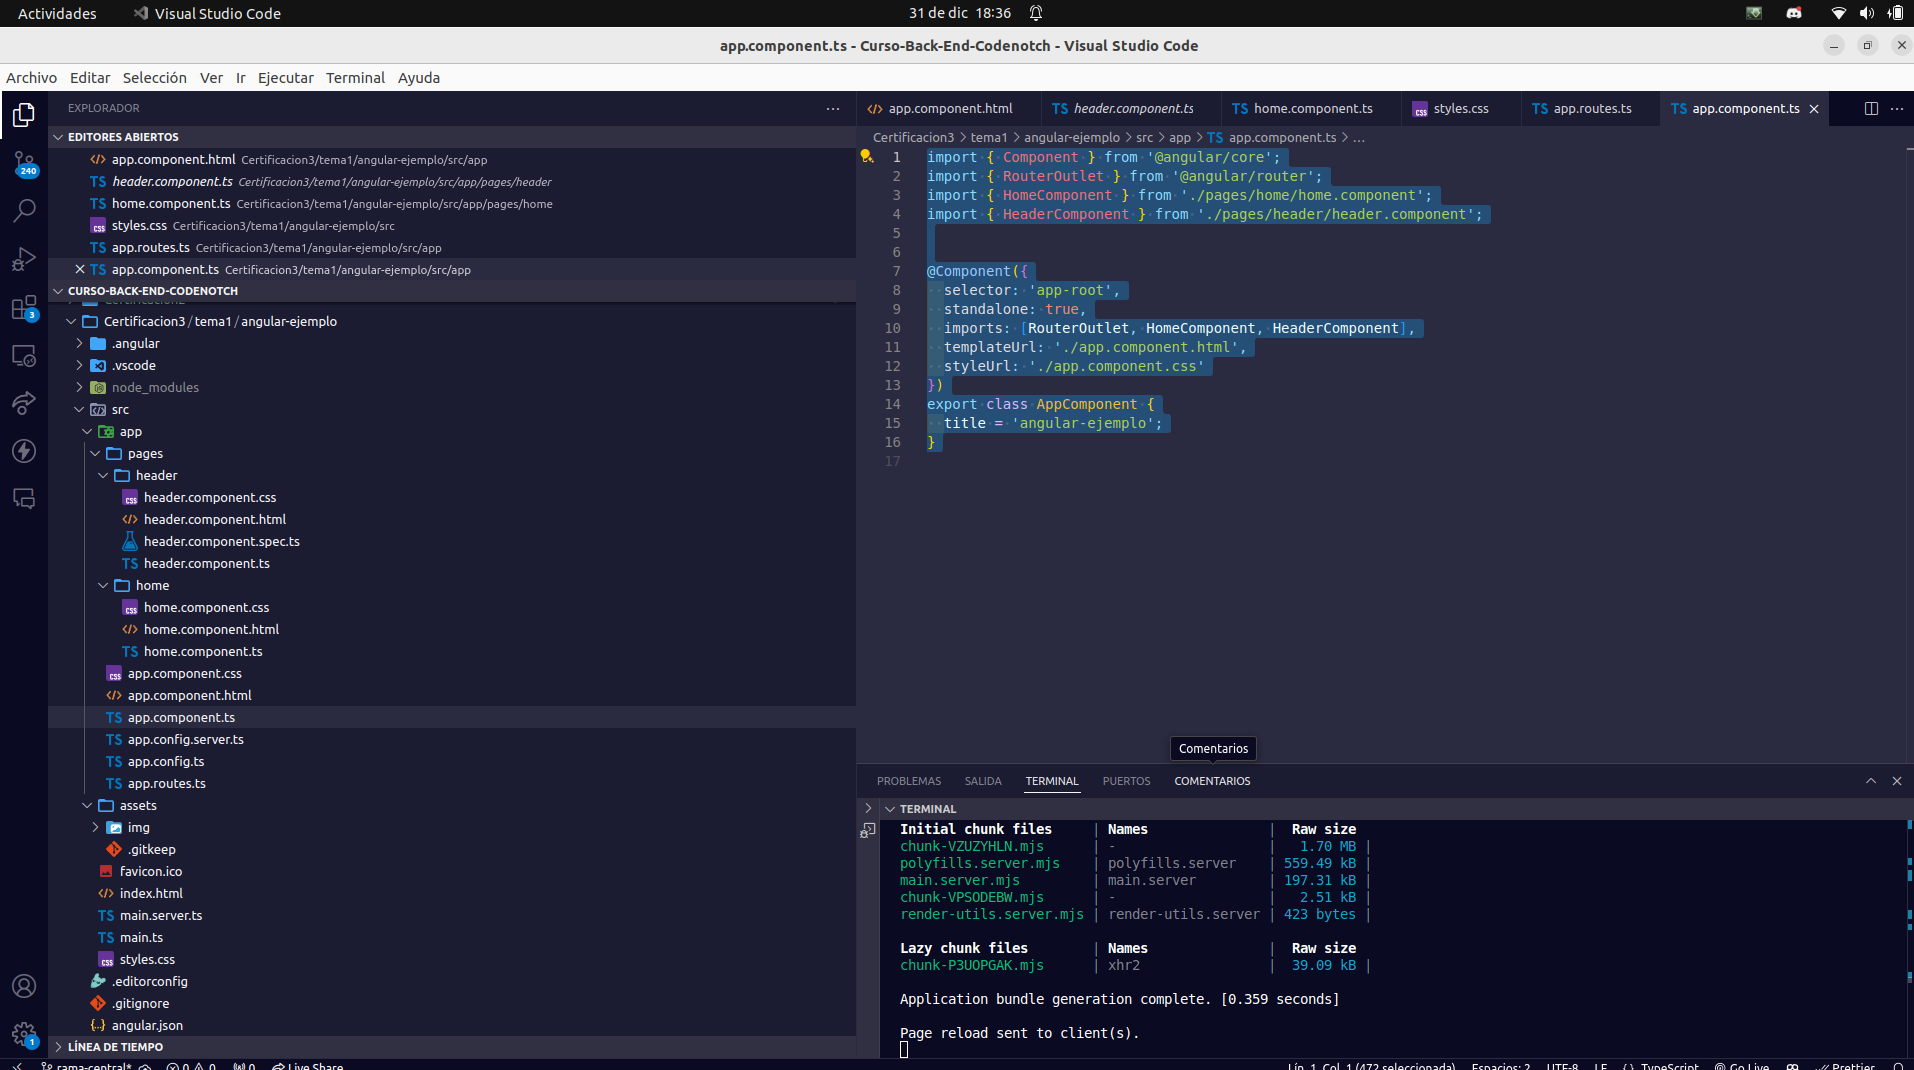 Actividades
Visual Studio Code
31 de dic 18:36
app.component.ts - Curso-Back-End-Codenotch - Visual Studio Code
Archivo Editar Selección Ver Ir Ejecutar Terminal Ayuda
240
3
1
EXPLORADOR
EDITORES ABIERTOS
app.component.html Certificacion3/tema1/angular-ejemplo/src/app
TS header.component.ts Certificacion3/tema1/angular-ejemplo/src/app/pages/header
TS home.component.ts Certificacion3/tema1/angular-ejemplo/src/app/pages/home
css styles.css Certificacion3/tema1/angular-ejemplo/src
TS app.routes.ts Certificacion3/tema1/angular-ejemplo/src/app
TS app.component.ts Certificacion3/tema1/angular-ejemplo/src/app
CURSO-BACK-END-CODENOTCH
Certificacion2
Certificacion3 / tema1 / angular-ejemplo
.angular
.vscode
node_modules
src
app
pages
header
css header.component.css
header.component.html
header.component.spec.ts
TS header.component.ts
home
css home.component.css
home.component.html
TS home.component.ts
css app.component.css
app.component.html
TS app.component.ts
TS app.config.server.ts
TS app.config.ts
TS app.routes.ts
assets
img
.gitkeep
favicon.ico
index.html
TS main.server.ts
TS main.ts
css styles.css
.editorconfig
.gitignore
angular.json
LÍNEA DE TIEMPO
app.component.html TS header.component.ts TS home.component.ts css styles.css TS app.routes.ts TS app.component.ts
Certificacion3 > tema1 > angular-ejemplo > src > app > TS app.component.ts > ...
1 import { Component } from '@angular/core';
2 import { RouterOutlet } from '@angular/router';
3 import { HomeComponent } from './pages/home/home.component';
4 import { HeaderComponent } from './pages/header/header.component';
5
6
7 @Component({
8 selector: 'app-root',
9 standalone: true,
10 imports: [RouterOutlet, HomeComponent, HeaderComponent],
11 templateUrl: './app.component.html',
12 styleUrl: './app.component.css'
13 })
14 export class AppComponent {
15 title = 'angular-ejemplo';
16 }
17
Comentarios
PROBLEMAS SALIDA TERMINAL PUERTOS COMENTARIOS
TERMINAL
Initial chunk files | Names | Raw size
chunk-VZUZYHLN.mjs | - | 1.70 MB |
polyfills.server.mjs | polyfills.server | 559.49 kB |
main.server.mjs | main.server | 197.31 kB |
chunk-VPSODEBW.mjs | - | 2.51 kB |
render-utils.server.mjs | render-utils.server | 423 bytes |
Lazy chunk files | Names | Raw size
chunk-P3UOPGAK.mjs | xhr2 | 39.09 kB |
Application bundle generation complete. [0.359 seconds]
Page reload sent to client(s).
rama-central* 0 0 0 Live Share
Lín. 1, Col. 1 (472 seleccionada) Espacios: 2 UTF-8 LF {} TypeScript Go Live Prettier